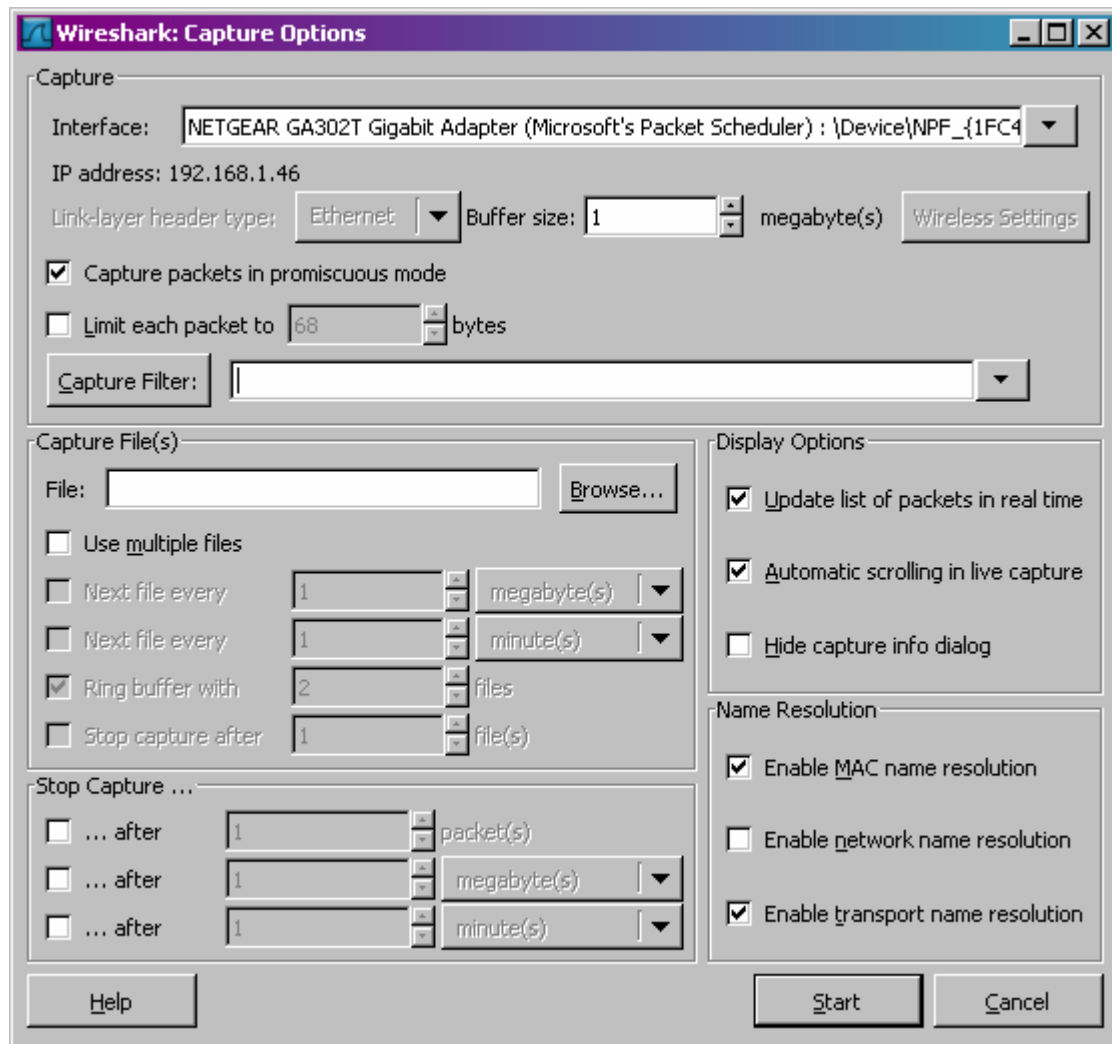 Wireshark: Capture Options
Capture
Interface: NETGEAR GA302T Gigabit Adapter (Microsoft's Packet Scheduler) : \Device\NPF_{1FC4
IP address: 192.168.1.46
Link-layer header type: Ethernet Buffer size: 1 megabyte(s) Wireless Settings
Capture packets in promiscuous mode
Limit each packet to 68 bytes
Capture Filter:
Capture File(s)
File: Browse...
Use multiple files
Next file every 1 megabyte(s)
Next file every 1 minute(s)
Ring buffer with 2 files
Stop capture after 1 file(s)
Stop Capture ...
... after 1 packet(s)
... after 1 megabyte(s)
... after 1 minute(s)
Display Options
Update list of packets in real time
Automatic scrolling in live capture
Hide capture info dialog
Name Resolution
Enable MAC name resolution
Enable network name resolution
Enable transport name resolution
Help Start Cancel